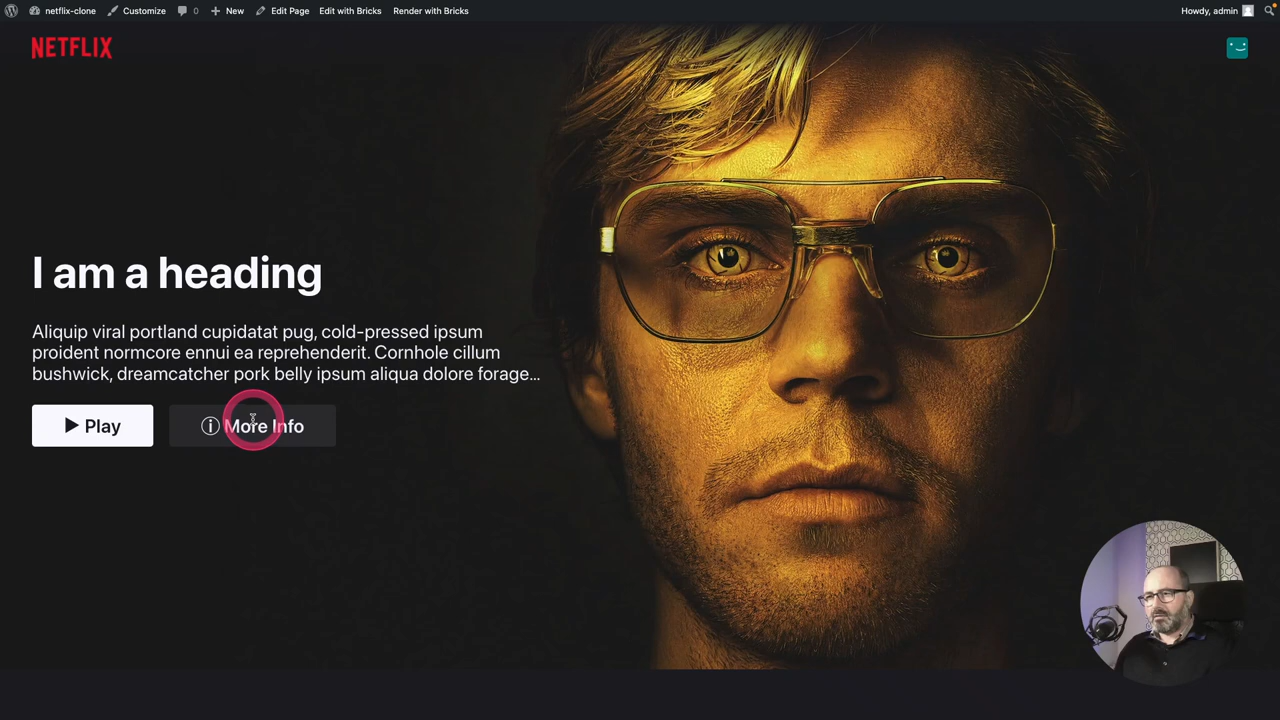 netflix-clone Customize 0 New Edit Page Edit with Bricks Render with Bricks Howdy, admin
NETFLIX
I am a heading
Aliquip viral portland cupidatat pug, cold-pressed ipsum
proident normcore ennui ea reprehenderit. Cornhole cillum
bushwick, dreamcatcher pork belly ipsum aliqua dolore forage...
Play More Info